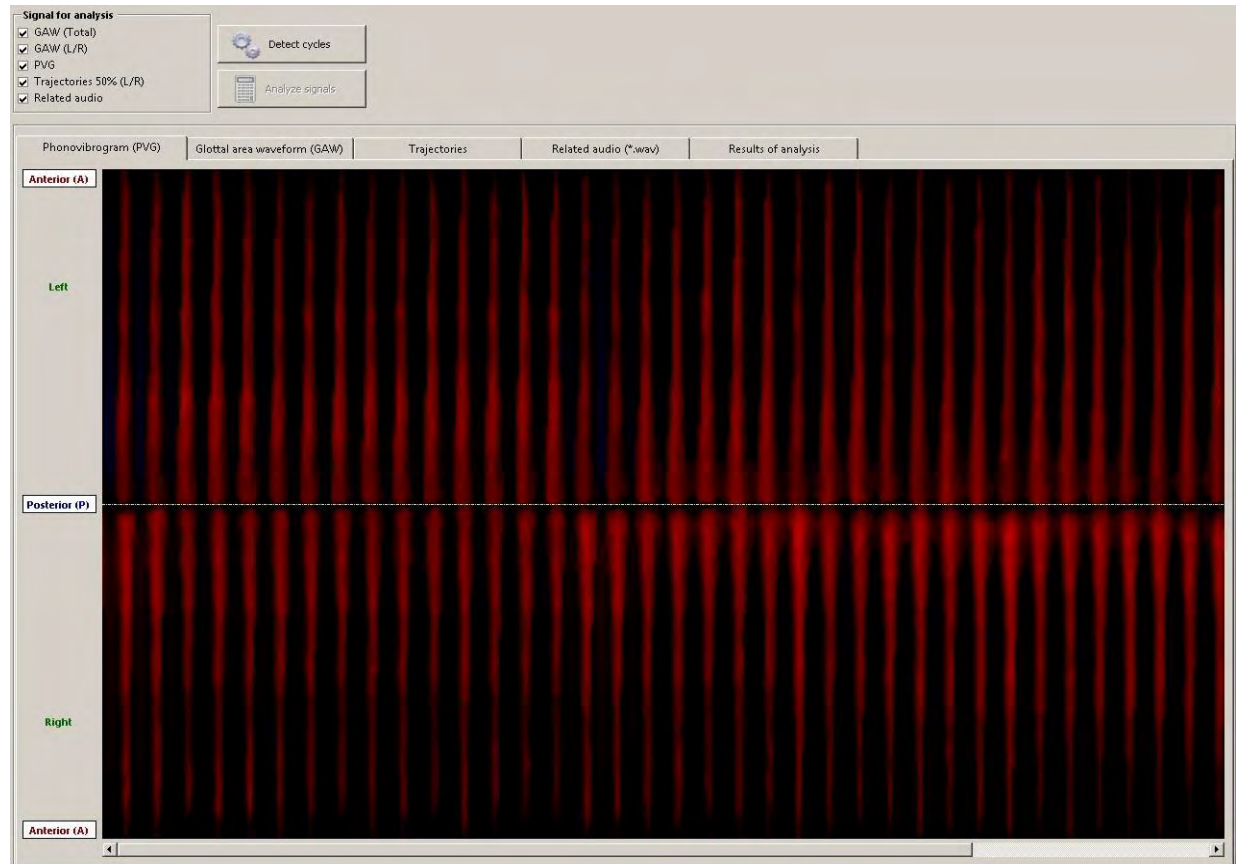 Signal for analysis
GAW (Total)
GAW (L/R)
PVG
Trajectories 50% (L/R)
Related audio
Detect cycles
Analyze signals
Phonovibrogram (PVG)
Glottal area waveform (GAW)
Trajectories
Related audio (*.wav)
Results of analysis
Anterior (A)
Left
Posterior (P)
Right
Anterior (A)